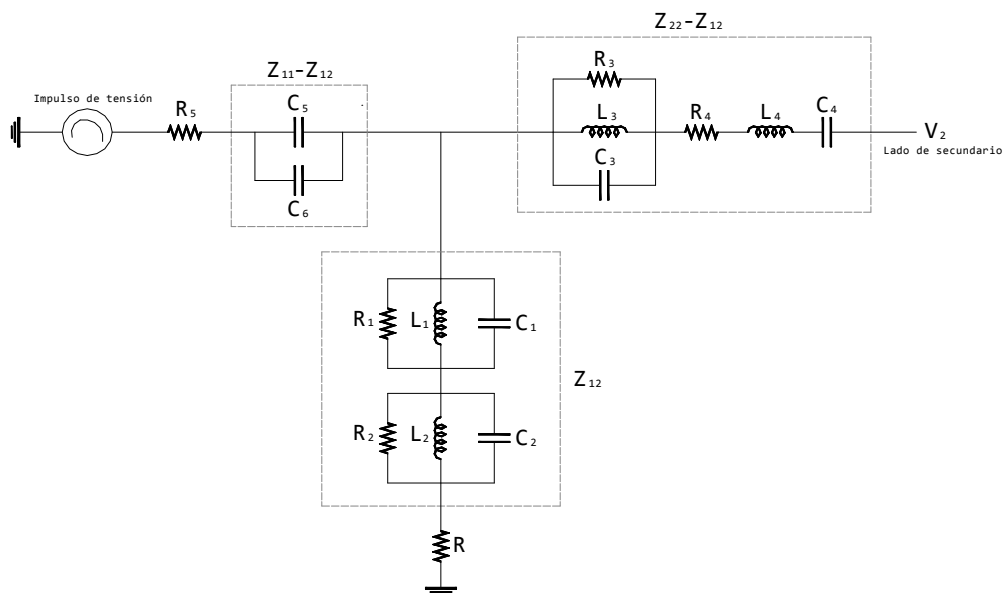 Z₂₂-Z₁₂
Z₁₁-Z₁₂
R₃
Impulso de tensión
R₅
C₅
L₃
R₄
L₄
C₄
V₂
Lado de secundario
C₃
C₆
R₁
L₁
C₁
Z₁₂
R₂
L₂
C₂
R